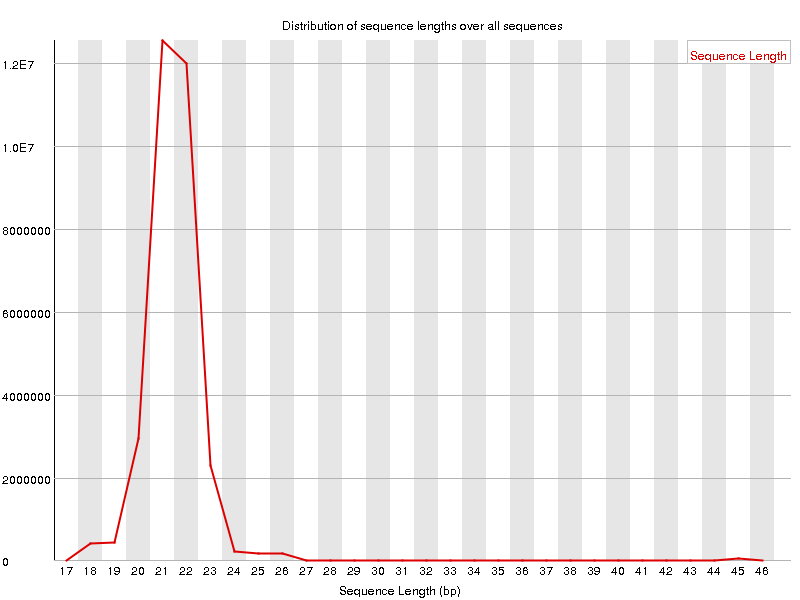 Distribution of sequence lengths over all sequences
Sequence Length
1.2E7
1.0E7
8000000
6000000
4000000
2000000
0
17 18 19 20 21 22 23 24 25 26 27 28 29 30 31 32 33 34 35 36 37 38 39 40 41 42 43 44 45 46
Sequence Length (bp)